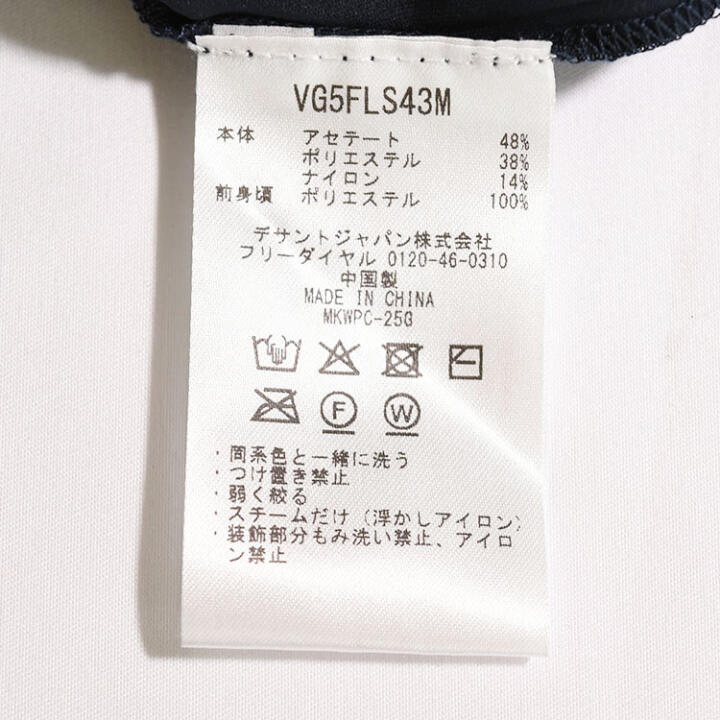 VG5FLS43M
本体 アセテート 48%
ポリエステル 38%
ナイロン 14%
前身頃 ポリエステル 100%
デサントジャパン株式会社
フリーダイヤル 0120-46-0310
中国製
MADE IN CHINA
MKWPC-25G
F W
・同系色と一緒に洗う
・つけ置き禁止
・弱く絞る
・スチームだけ（浮かしアイロン）
・装飾部分もみ洗い禁止、アイロ
ン禁止